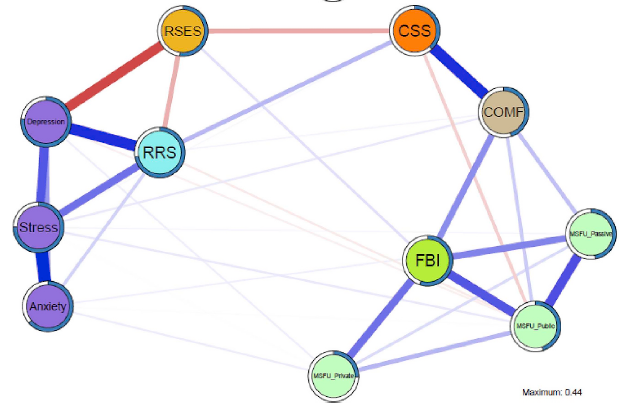 RSES
CSS
COMF
Depression
RRS
Stress
MSFU_Passive
FBI
Anxiety
MSFU_Public
MSFU_Private
Maximum: 0.44